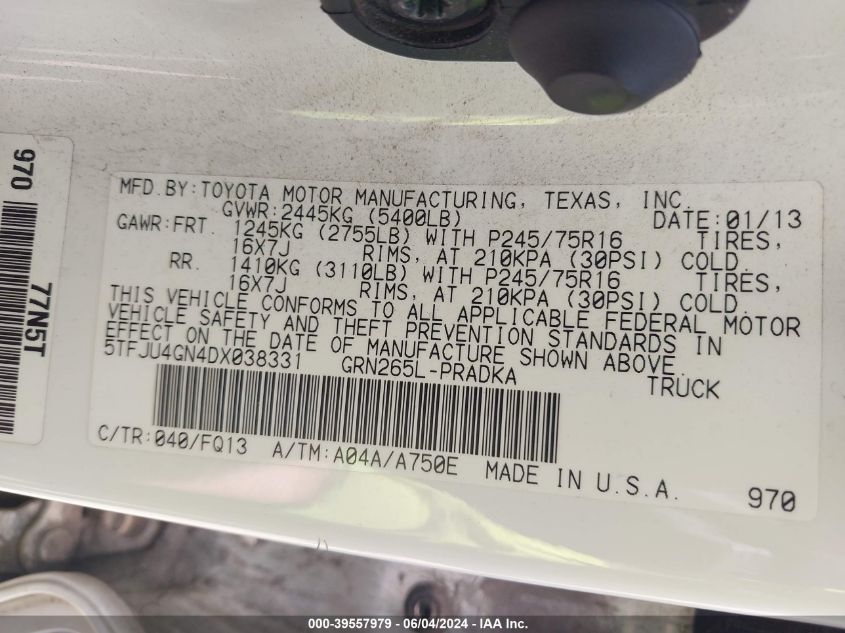 970
77N5T
MFD.BY:TOYOTA MOTOR MANUFACTURING, TEXAS, INC.
GVWR:2445KG (5400LB) DATE:01/13
GAWR:FRT. 1245KG (2755LB) WITH P245/75R16 TIRES,
16X7J RIMS, AT 210KPA (30PSI) COLD.
RR. 1410KG (3110LB) WITH P245/75R16 TIRES,
16X7J RIMS, AT 210KPA (30PSI) COLD.
THIS VEHICLE CONFORMS TO ALL APPLICABLE FEDERAL MOTOR
VEHICLE SAFETY AND THEFT PREVENTION STANDARDS IN
EFFECT ON THE DATE OF MANUFACTURE SHOWN ABOVE.
5TFJU4GN4DX038331 GRN265L-PRADKA TRUCK
C/TR:040/FQ13 A/TM:A04A/A750E MADE IN U.S.A.
970
000-39557979 — 06/04/2024 — IAA Inc.